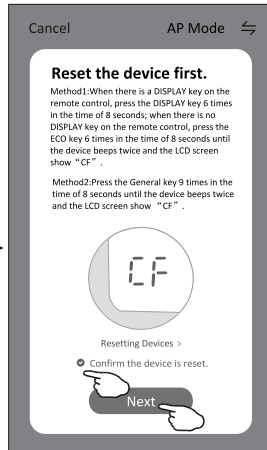 Cancel AP Mode
Reset the device first.
Method1:When there is a DISPLAY key on the
remote control, press the DISPLAY key 6 times
in the time of 8 seconds; when there is no
DISPLAY key on the remote control, press the
ECO key 6 times in the time of 8 seconds until
the device beeps twice and the LCD screen
show “CF”.
Method2:Press the General key 9 times in the
time of 8 seconds until the device beeps twice
and the LCD screen show “CF”.
CF
Resetting Devices >
Confirm the device is reset.
Next